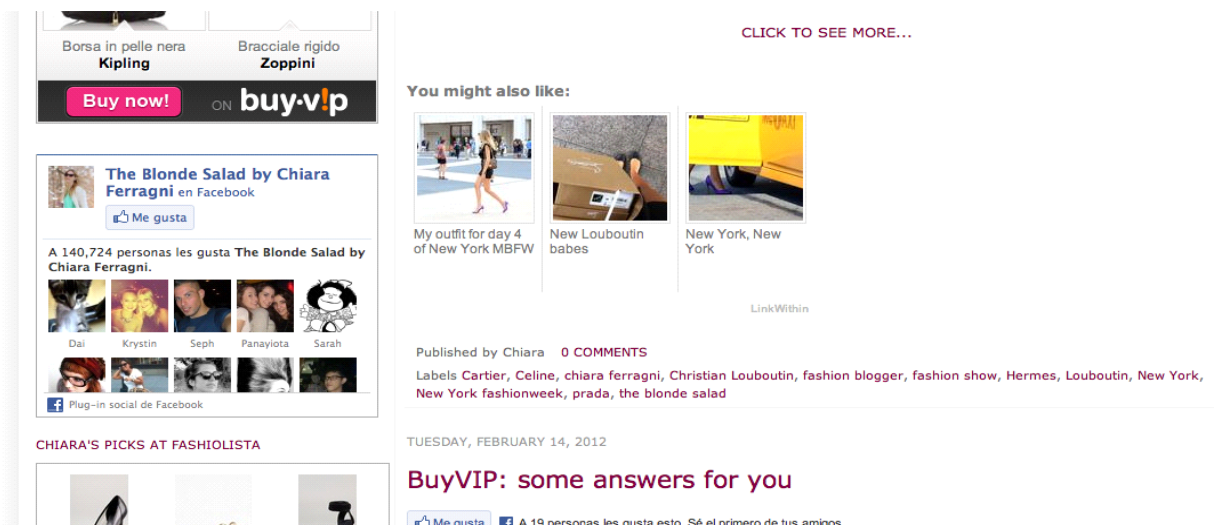 Borsa in pelle nera
Kipling
Bracciale rigido
Zoppini
Buy now! ON buy·v!p
The Blonde Salad by Chiara
Ferragni en Facebook
Me gusta
A 140,724 personas les gusta The Blonde Salad by
Chiara Ferragni.
Dai Krystin Seph Panayiota Sarah
Plug-in social de Facebook
CHIARA'S PICKS AT FASHIOLISTA
CLICK TO SEE MORE...
You might also like:
My outfit for day 4
of New York MBFW
New Louboutin
babes
New York, New
York
LinkWithin
Published by Chiara 0 COMMENTS
Labels Cartier, Celine, chiara ferragni, Christian Louboutin, fashion blogger, fashion show, Hermes, Louboutin, New York,
New York fashionweek, prada, the blonde salad
TUESDAY, FEBRUARY 14, 2012
BuyVIP: some answers for you
Me gusta A 19 personas les gusta esto. Sé el primero de tus amigos.